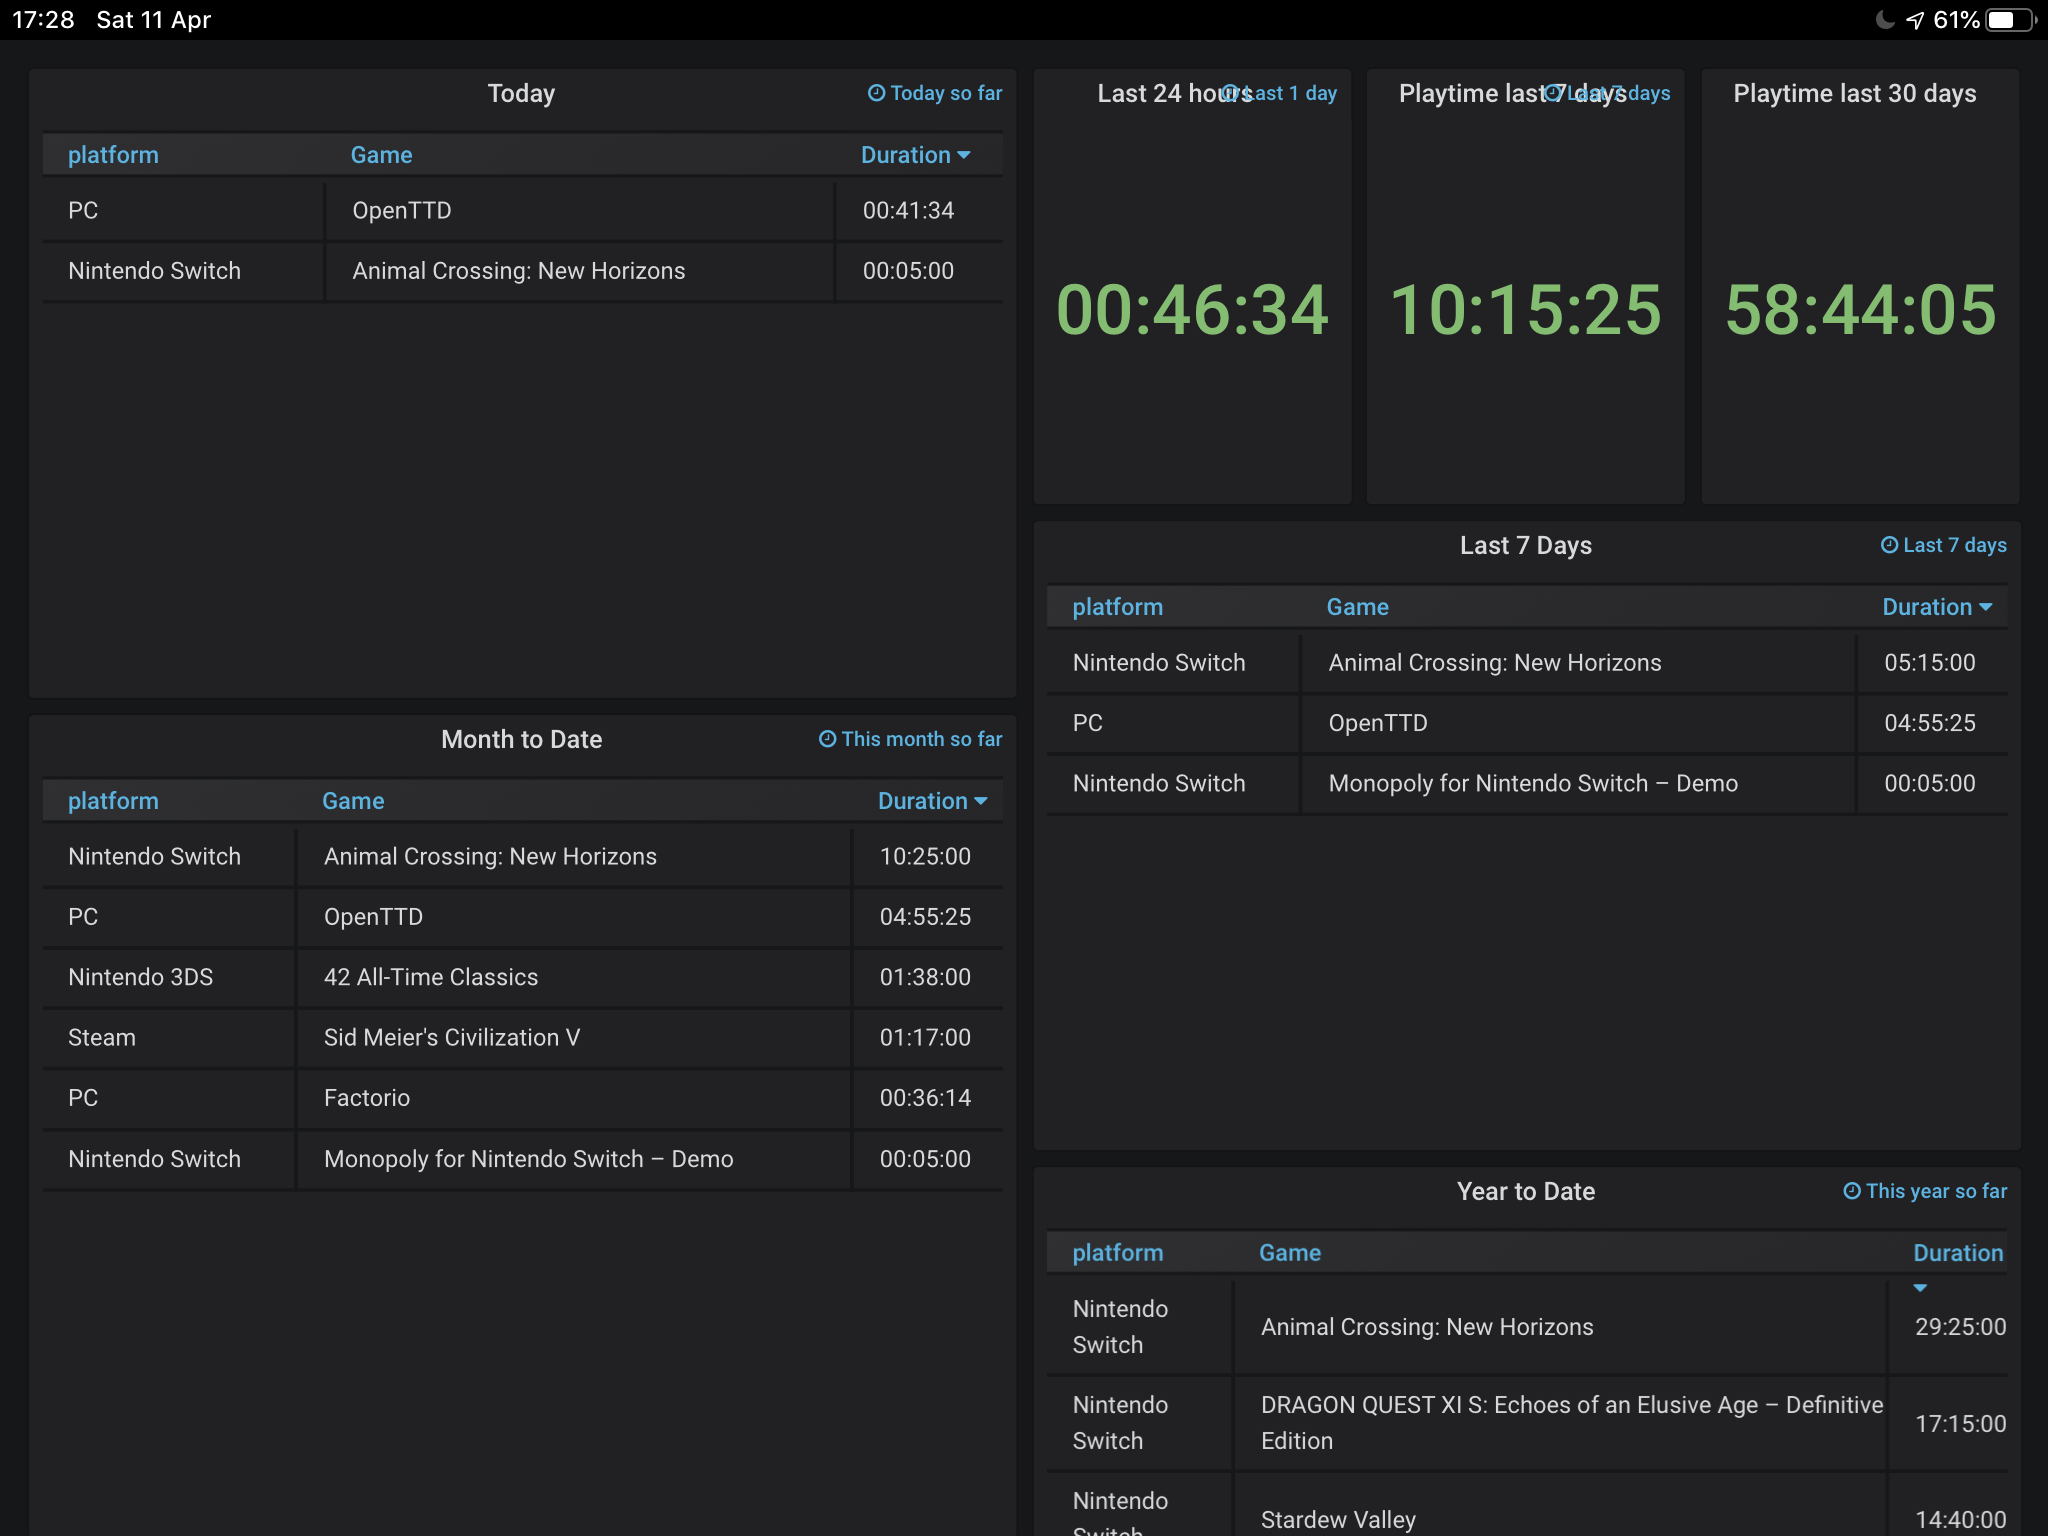 17:28 Sat 11 Apr
61%
Today
Today so far
platform Game Duration
PC OpenTTD 00:41:34
Nintendo Switch Animal Crossing: New Horizons 00:05:00
Last 24 hours Last 1 day
00:46:34
Playtime last 7 days Last 7 days
10:15:25
Playtime last 30 days
58:44:05
Month to Date
This month so far
platform Game Duration
Nintendo Switch Animal Crossing: New Horizons 10:25:00
PC OpenTTD 04:55:25
Nintendo 3DS 42 All-Time Classics 01:38:00
Steam Sid Meier's Civilization V 01:17:00
PC Factorio 00:36:14
Nintendo Switch Monopoly for Nintendo Switch – Demo 00:05:00
Last 7 Days
Last 7 days
platform Game Duration
Nintendo Switch Animal Crossing: New Horizons 05:15:00
PC OpenTTD 04:55:25
Nintendo Switch Monopoly for Nintendo Switch – Demo 00:05:00
Year to Date
This year so far
platform Game Duration
Nintendo
Switch
Animal Crossing: New Horizons 29:25:00
Nintendo
Switch
DRAGON QUEST XI S: Echoes of an Elusive Age – Definitive
Edition
17:15:00
Nintendo
Switch
Stardew Valley 14:40:00